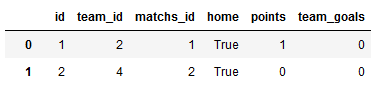 id team_id matchs_id home points team_goals
0 1 2 1 True 1 0
1 2 4 2 True 0 0